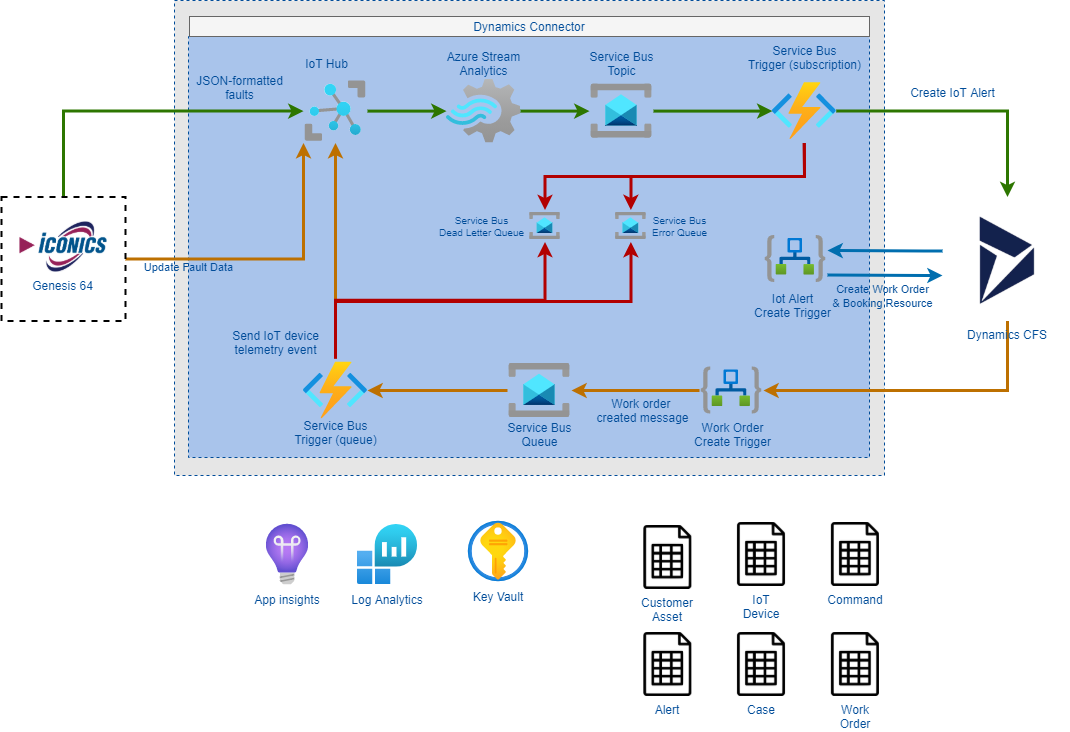 Dynamics Connector
IoT Hub
Azure Stream
Analytics
Service Bus
Topic
Service Bus
Trigger (subscription)
JSON-formatted
faults
Create IoT Alert
ICONICS
Genesis 64
Update Fault Data
Service Bus
Dead Letter Queue
Service Bus
Error Queue
Iot Alert
Create Trigger
Create Work Order
& Booking Resource
Dynamics CFS
Send IoT device
telemetry event
Service Bus
Trigger (queue)
Service Bus
Queue
Work order
created message
Work Order
Create Trigger
App insights
Log Analytics
Key Vault
Customer
Asset
IoT
Device
Command
Alert
Case
Work
Order